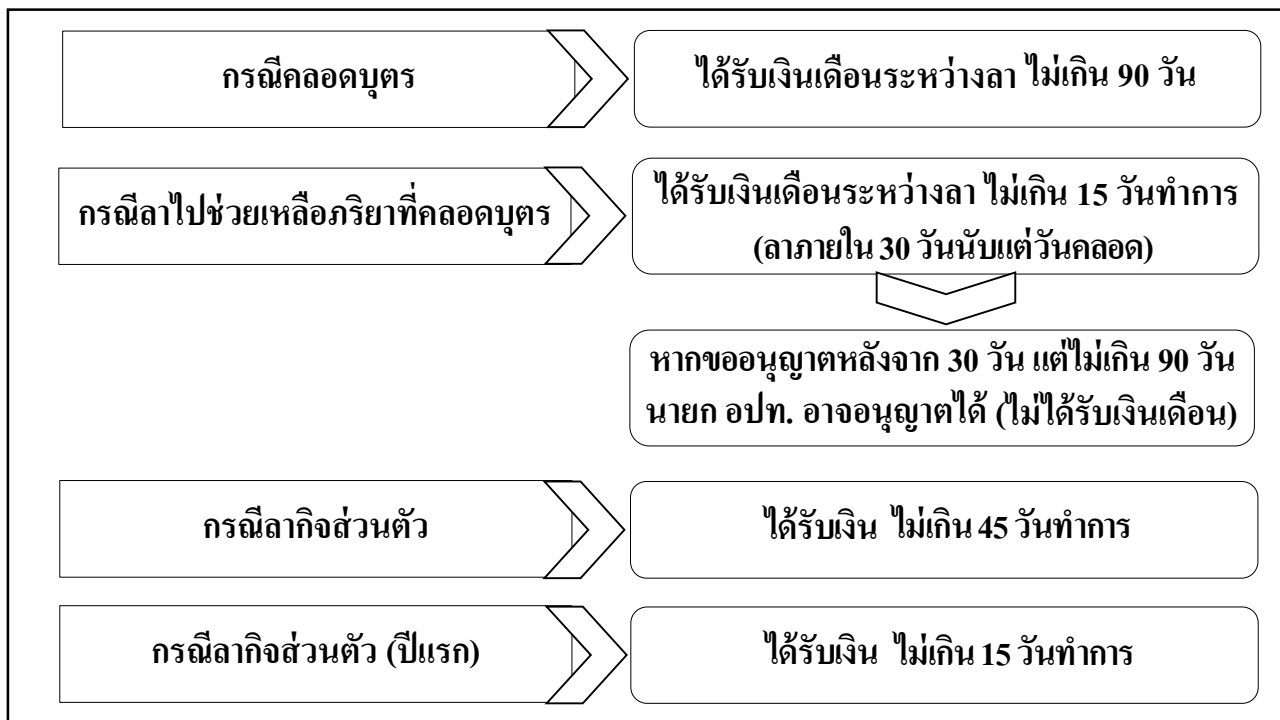 กรณีคลอดบุตร
ได้รับเงินเดือนระหว่างลา ไม่เกิน 90 วัน
กรณีลาไปช่วยเหลือภริยาที่คลอดบุตร
ได้รับเงินเดือนระหว่างลา ไม่เกิน 15 วันทำการ
(ลาภายใน 30 วันนับแต่วันคลอด)
หากขออนุญาตหลังจาก 30 วัน แต่ไม่เกิน 90 วัน
นายก อปท. อาจอนุญาตได้ (ไม่ได้รับเงินเดือน)
กรณีลากิจส่วนตัว
ได้รับเงิน ไม่เกิน 45 วันทำการ
กรณีลากิจส่วนตัว (ปีแรก)
ได้รับเงิน ไม่เกิน 15 วันทำการ